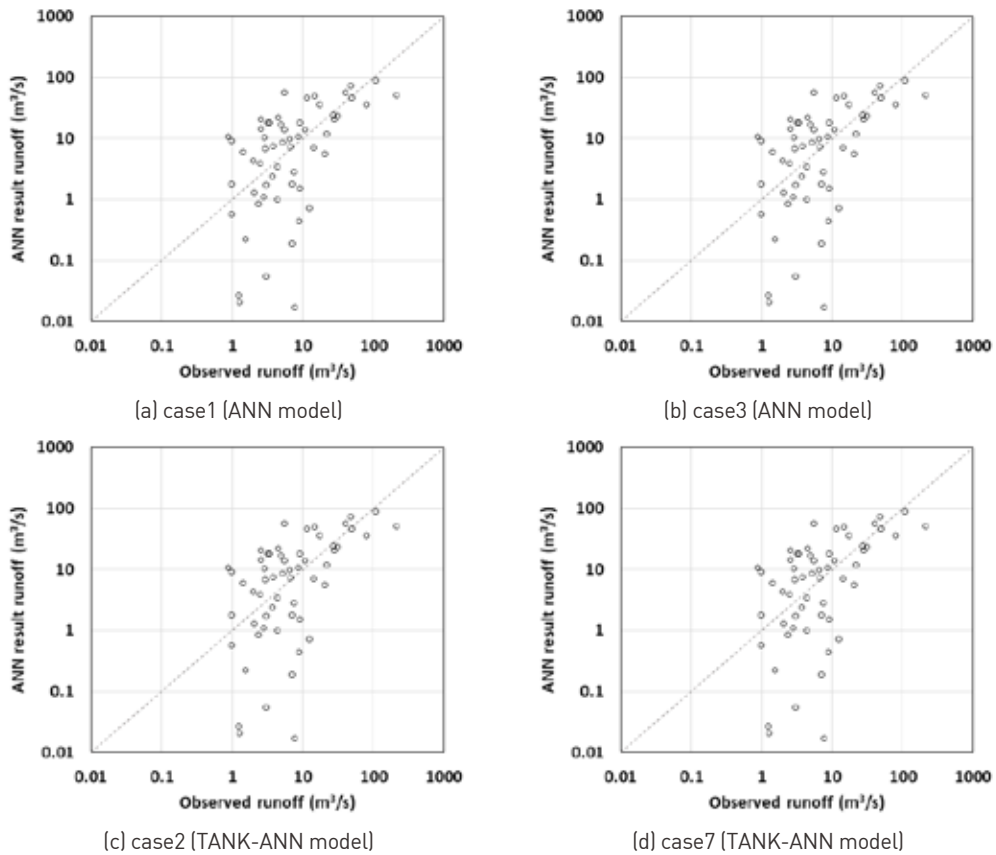 1000
100
10
1
0.1
0.01
ANN result runoff (m³/s)
0.01 0.1 1 10 100 1000
Observed runoff (m³/s)
(a) case1 (ANN model)
1000
100
10
1
0.1
0.01
ANN result runoff (m³/s)
0.01 0.1 1 10 100 1000
Observed runoff (m³/s)
(b) case3 (ANN model)
1000
100
10
1
0.1
0.01
ANN result runoff (m³/s)
0.01 0.1 1 10 100 1000
Observed runoff (m³/s)
(c) case2 (TANK-ANN model)
1000
100
10
1
0.1
0.01
ANN result runoff (m³/s)
0.01 0.1 1 10 100 1000
Observed runoff (m³/s)
(d) case7 (TANK-ANN model)